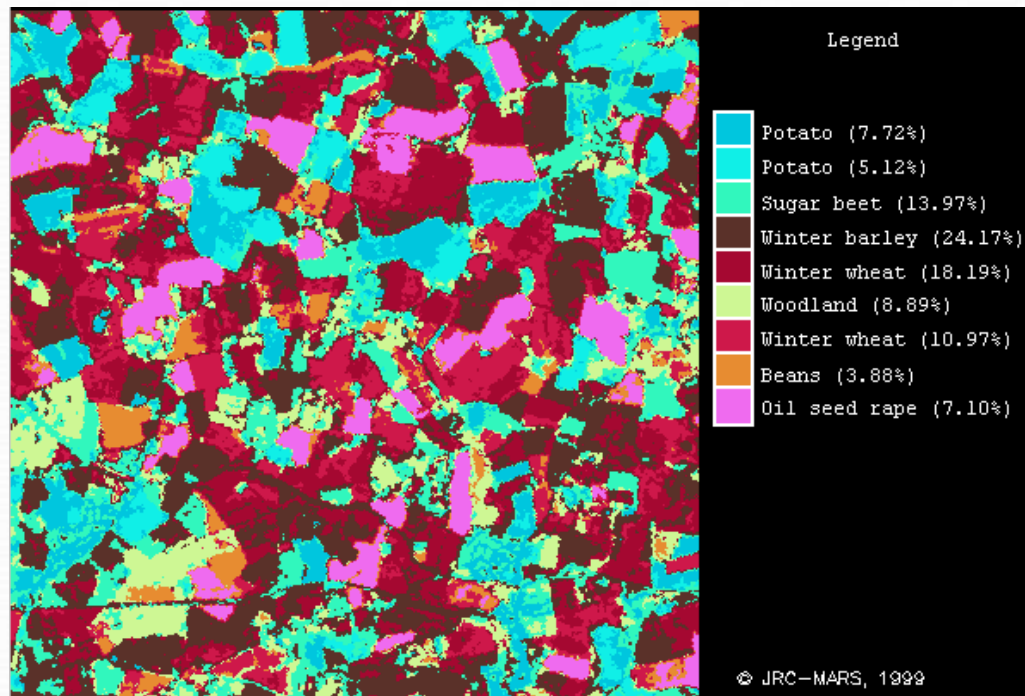 Legend
Potato (7.72%)
Potato (5.12%)
Sugar beet (13.97%)
Winter barley (24.17%)
Winter wheat (18.19%)
Woodland (8.89%)
Winter wheat (10.97%)
Beans (3.88%)
Oil seed rape (7.10%)
© JRC-MARS, 1999